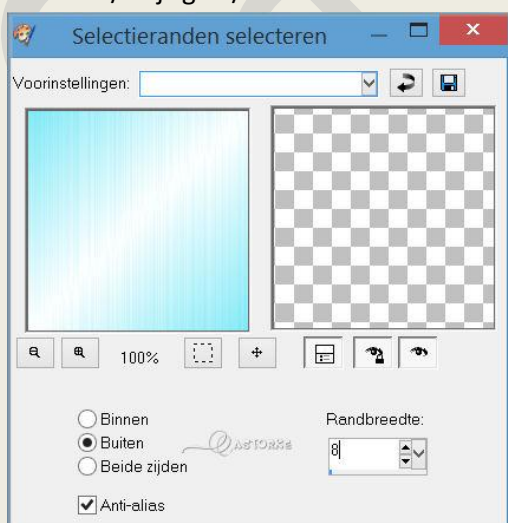 Selectieranden selecteren
Voorinstellingen:
100%
Binnen
Buiten
Beide zijden
Anti-alias
Randbreedte:
8